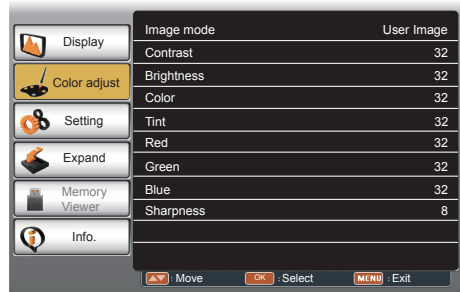 Display
Color adjust
Setting
Expand
Memory
Viewer
Info.
Image mode User Image
Contrast 32
Brightness 32
Color 32
Tint 32
Red 32
Green 32
Blue 32
Sharpness 8
: Move OK : Select MENU : Exit